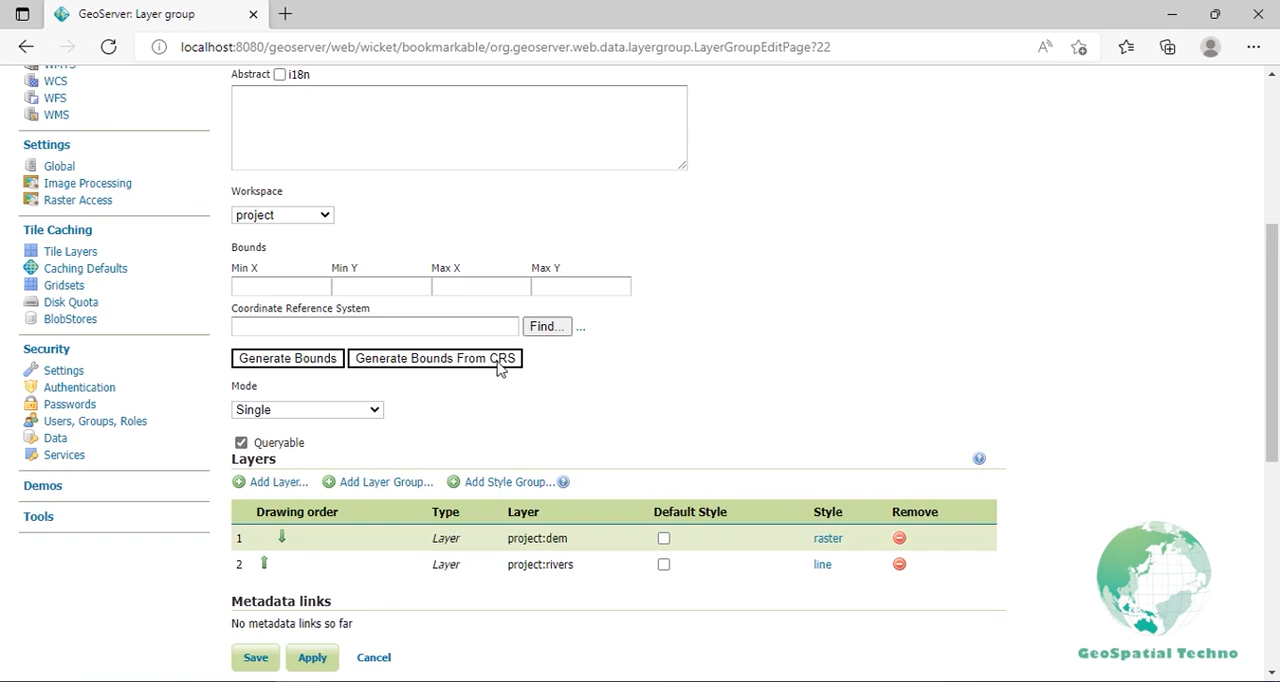 GeoServer: Layer group
localhost:8080/geoserver/web/wicket/bookmarkable/org.geoserver.web.data.layergroup.LayerGroupEditPage?22
WMTS
WCS
WFS
WMS
Settings
Global
Image Processing
Raster Access
Tile Caching
Tile Layers
Caching Defaults
Gridsets
Disk Quota
BlobStores
Security
Settings
Authentication
Passwords
Users, Groups, Roles
Data
Services
Demos
Tools
Abstract i18n
Workspace
project
Bounds
Min X Min Y Max X Max Y
Coordinate Reference System
Find... ...
Generate Bounds Generate Bounds From CRS
Mode
Single
Queryable
Layers
Add Layer... Add Layer Group... Add Style Group...
Drawing order Type Layer Default Style Style Remove
1 Layer project:dem raster
2 Layer project:rivers line
Metadata links
No metadata links so far
Save Apply Cancel
GeoSpatial Techno